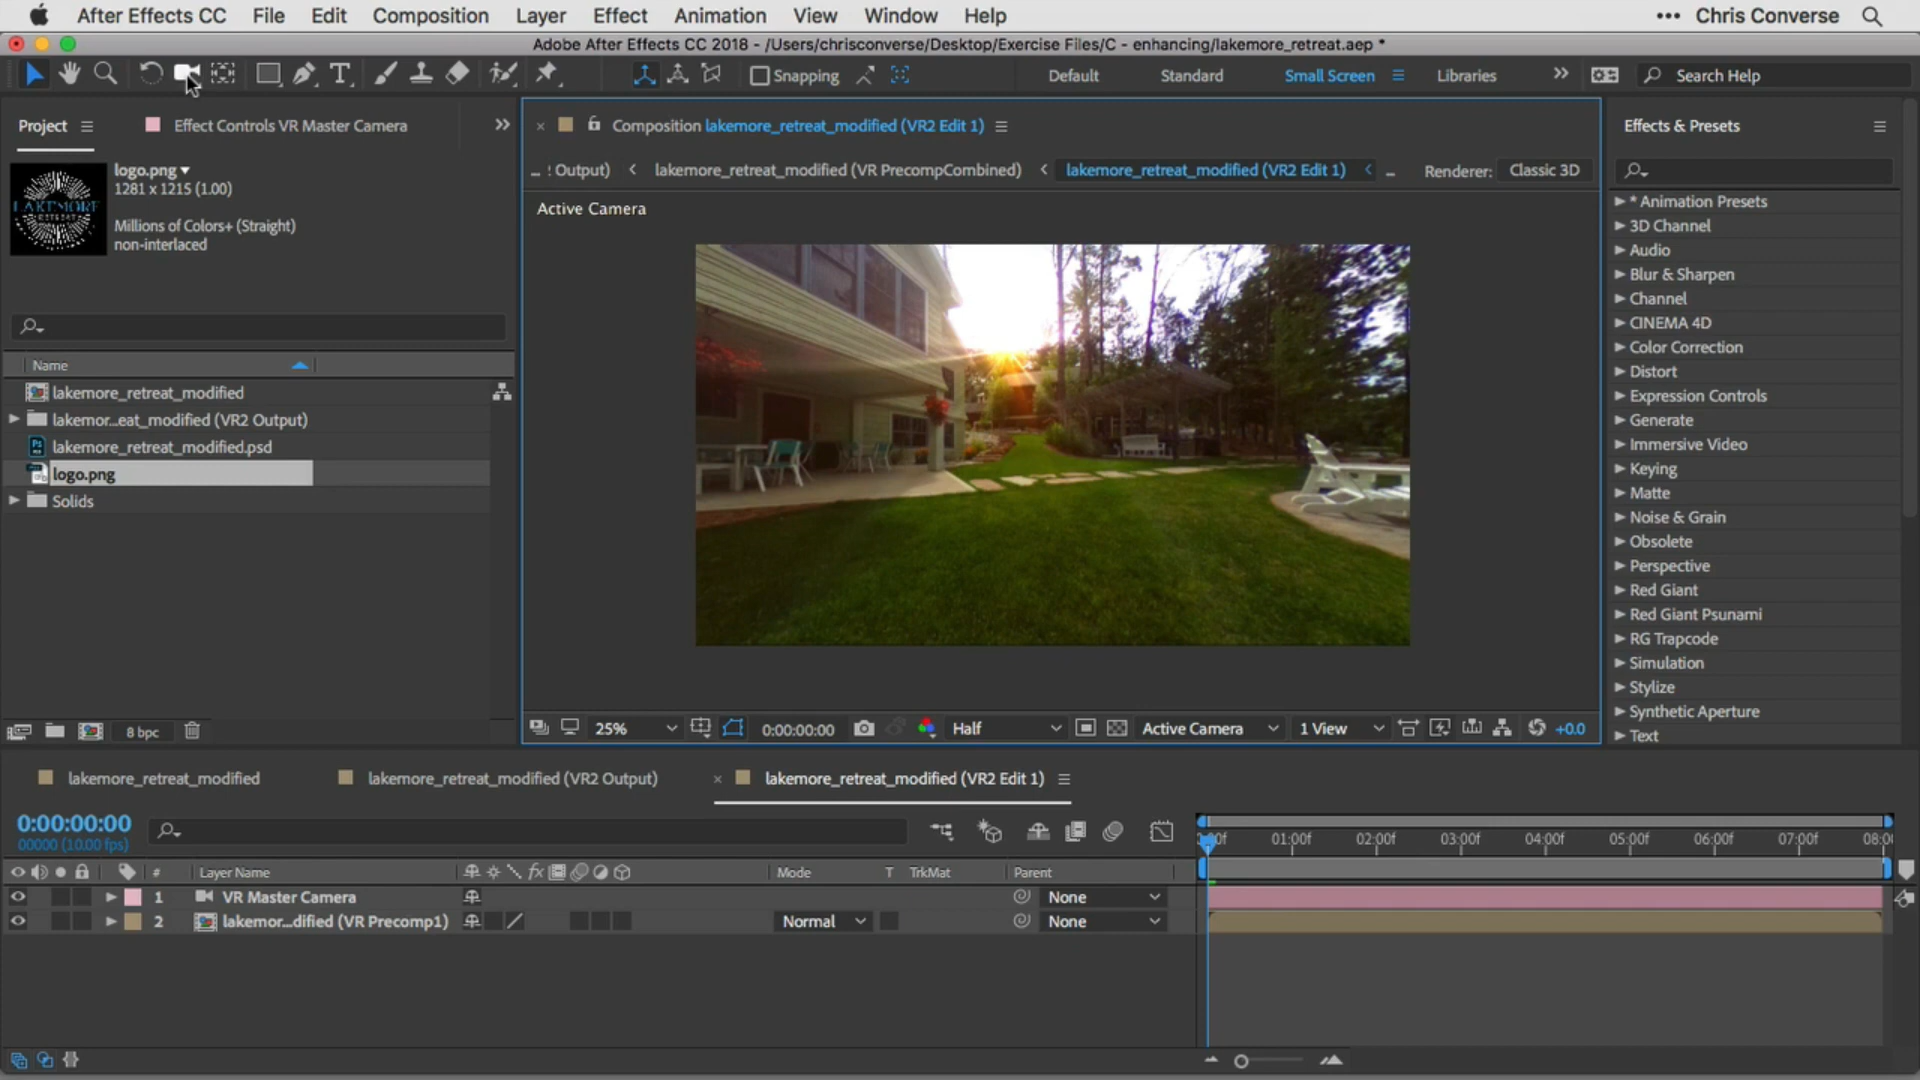 After Effects CC File Edit Composition Layer Effect Animation View Window Help ••• Chris Converse
Adobe After Effects CC 2018 - /Users/chrisconverse/Desktop/Exercise Files/C - enhancing/lakemore_retreat.aep *
Snapping Default Standard Small Screen Libraries Search Help
Project Effect Controls VR Master Camera
logo.png
1281 x 1215 (1.00)
Millions of Colors+ (Straight)
non-interlaced
LAKEMORE
RETREAT
Name
lakemore_retreat_modified
lakemor...eat_modified (VR2 Output)
lakemore_retreat_modified.psd
logo.png
Solids
8 bpc
Composition lakemore_retreat_modified (VR2 Edit 1)
... : Output) lakemore_retreat_modified (VR PrecompCombined) lakemore_retreat_modified (VR2 Edit 1) Renderer: Classic 3D
Active Camera
25% 0:00:00:00 Half Active Camera 1 View +0.0
Effects & Presets
* Animation Presets
3D Channel
Audio
Blur & Sharpen
Channel
CINEMA 4D
Color Correction
Distort
Expression Controls
Generate
Immersive Video
Keying
Matte
Noise & Grain
Obsolete
Perspective
Red Giant
Red Giant Psunami
RG Trapcode
Simulation
Stylize
Synthetic Aperture
Text
lakemore_retreat_modified lakemore_retreat_modified (VR2 Output) lakemore_retreat_modified (VR2 Edit 1)
0:00:00:00
00000 (10.00 fps)
01:00f 02:00f 03:00f 04:00f 05:00f 06:00f 07:00f
# Layer Name fx Mode T TrkMat Parent
1 VR Master Camera None
2 lakemor...dified (VR Precomp1) Normal None